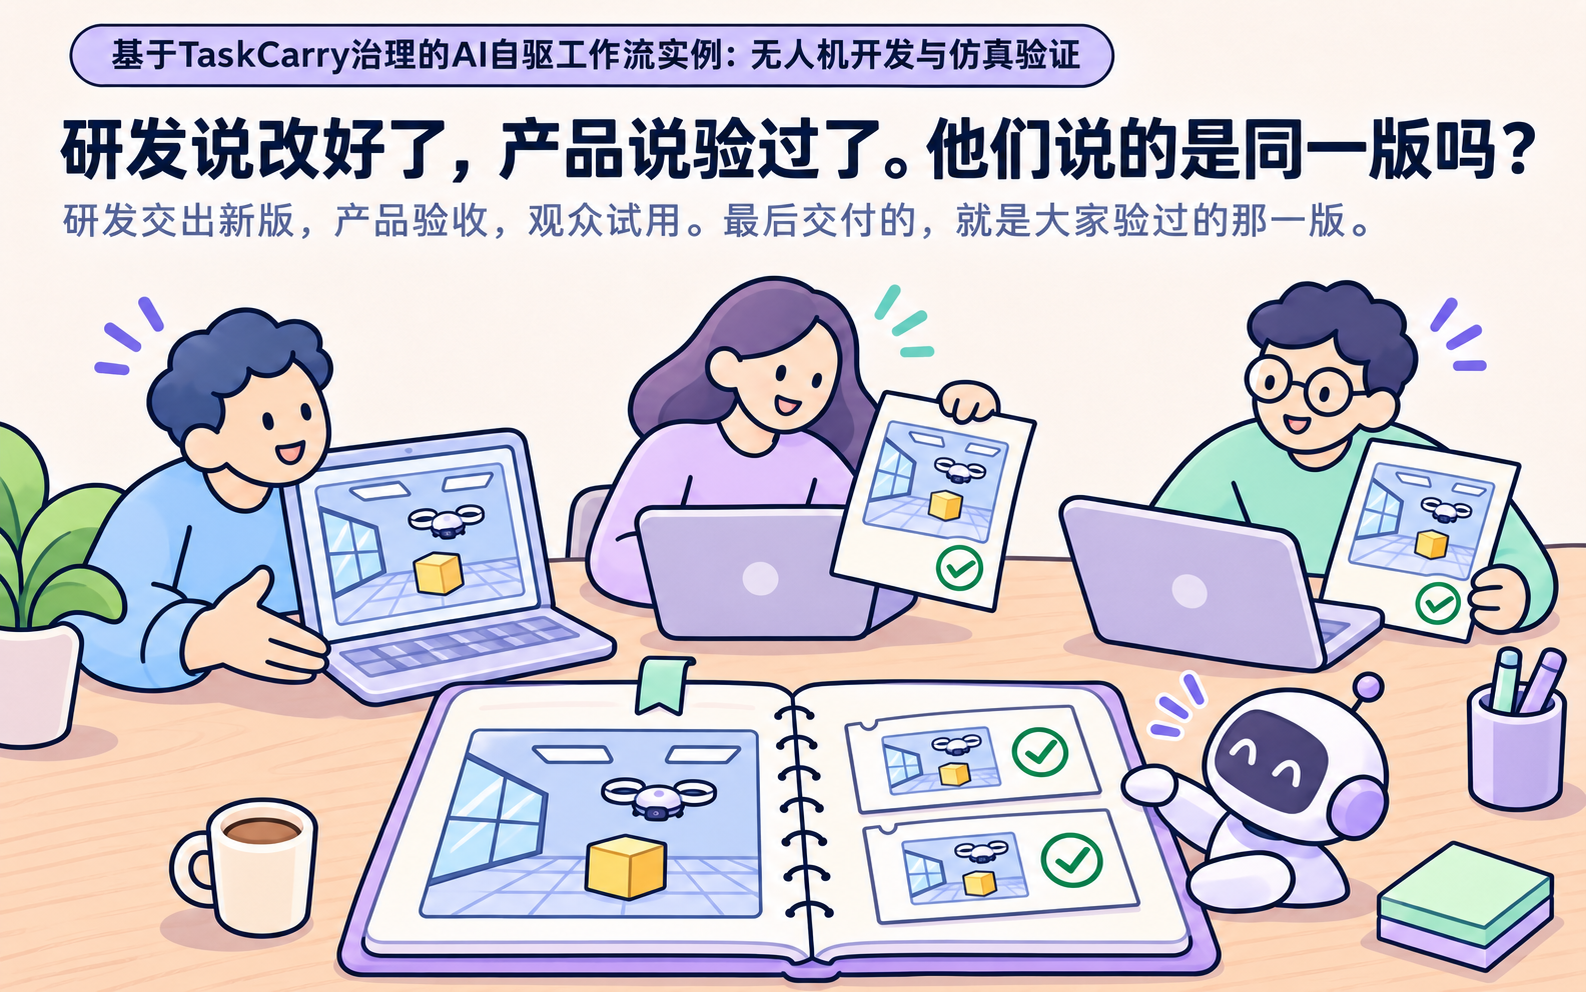 基于TaskCarry治理的AI自驱工作流实例：无人机开发与仿真验证
研发说改好了，产品说验过了。他们说的是同一版吗？
研发交出新版，产品验收，观众试用。最后交付的，就是大家验过的那一版。